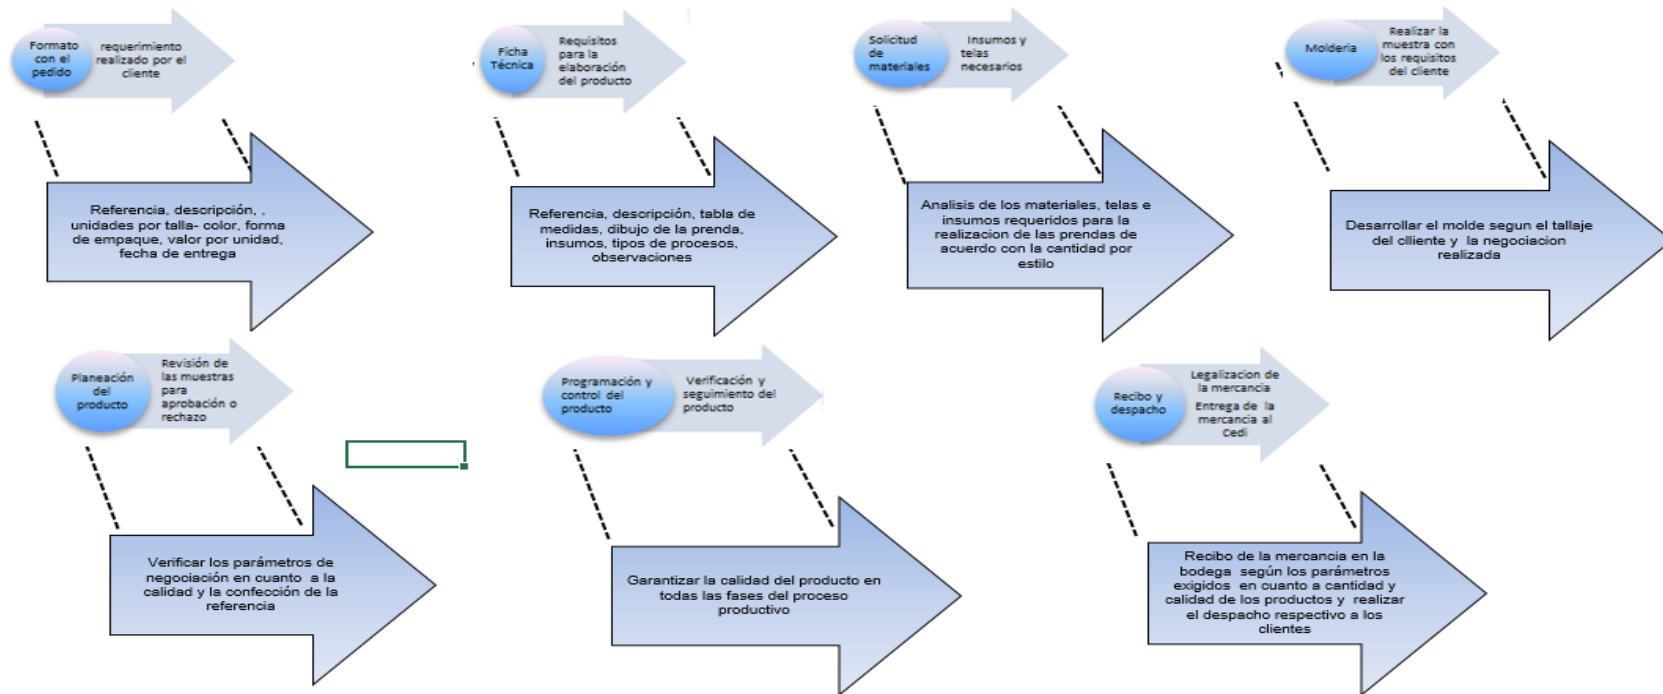 Formato
con el
pedido
requerimiento
realizado por el
cliente
Referencia, descripción, ,
unidades por talla- color, forma
de empaque, valor por unidad,
fecha de entrega
Ficha
Técnica
Requisitos
para la
elaboración
del producto
Referencia, descripción, tabla de
medidas, dibujo de la prenda,
insumos, tipos de procesos,
observaciones
Solicitud
de
materiales
Insumos y
telas
necesarios
Analisis de los materiales, telas e
insumos requeridos para la
realizacion de las prendas de
acuerdo con la cantidad por
estilo
Molderia
Realizar la
muestra con
los requisitos
del cliente
Desarrollar el molde segun el tallaje
del clliente y la negociacion
realizada
Planeación
del
producto
Revisión de
las muestras
para
aprobación o
rechazo
Verificar los parámetros de
negociación en cuanto a la
calidad y la confección de la
referencia
Programación y
control del
producto
Verificación y
seguimiento del
producto
Garantizar la calidad del producto en
todas las fases del proceso
productivo
Recibo y
despacho
Legalizacion de
la mercancia
Entrega de la
mercancia al
Cedi
Recibo de la mercancia en la
bodega según los parámetros
exigidos en cuanto a cantidad y
calidad de los productos y realizar
el despacho respectivo a los
clientes